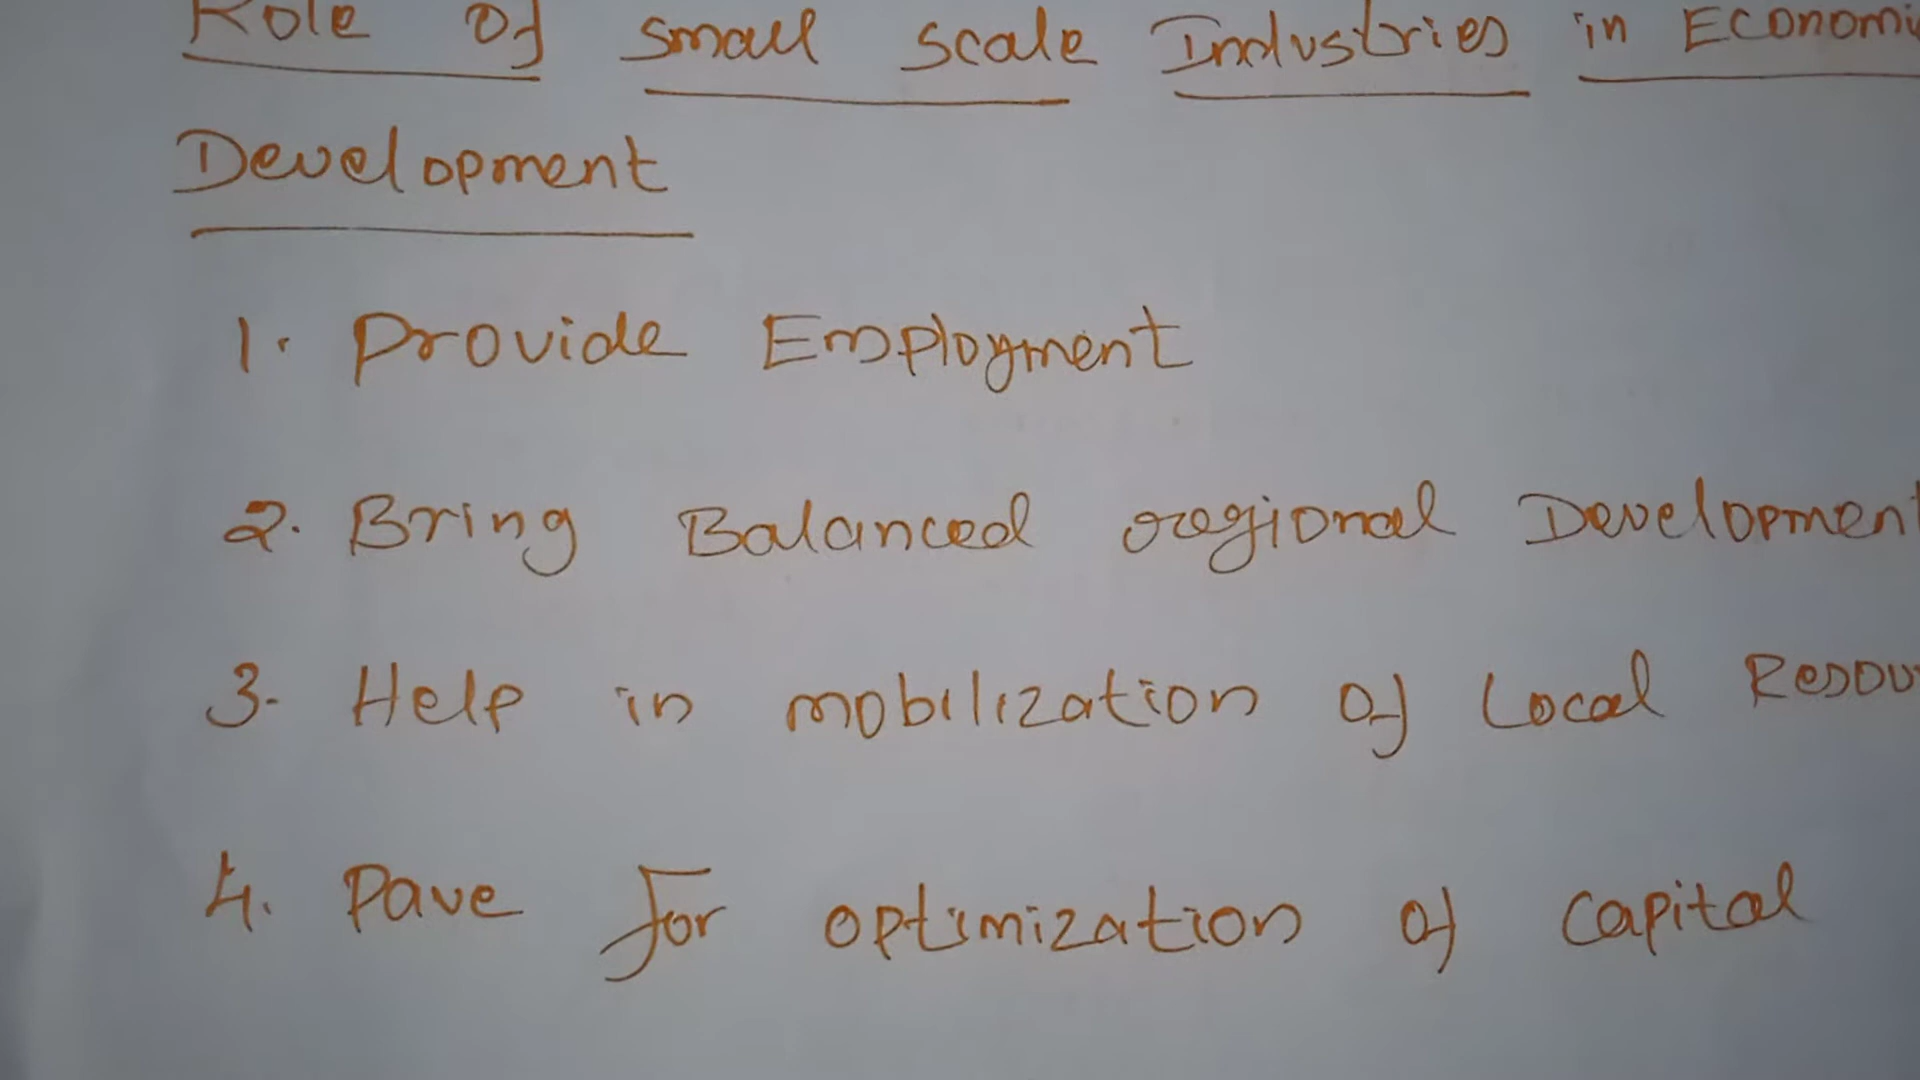 Role Of Small Scale Industries in Economi
Development
1. Provide Employment
2. Bring Balanced regional Development
3. Help in mobilization of Local Resou
4. Pave for optimization of Capital